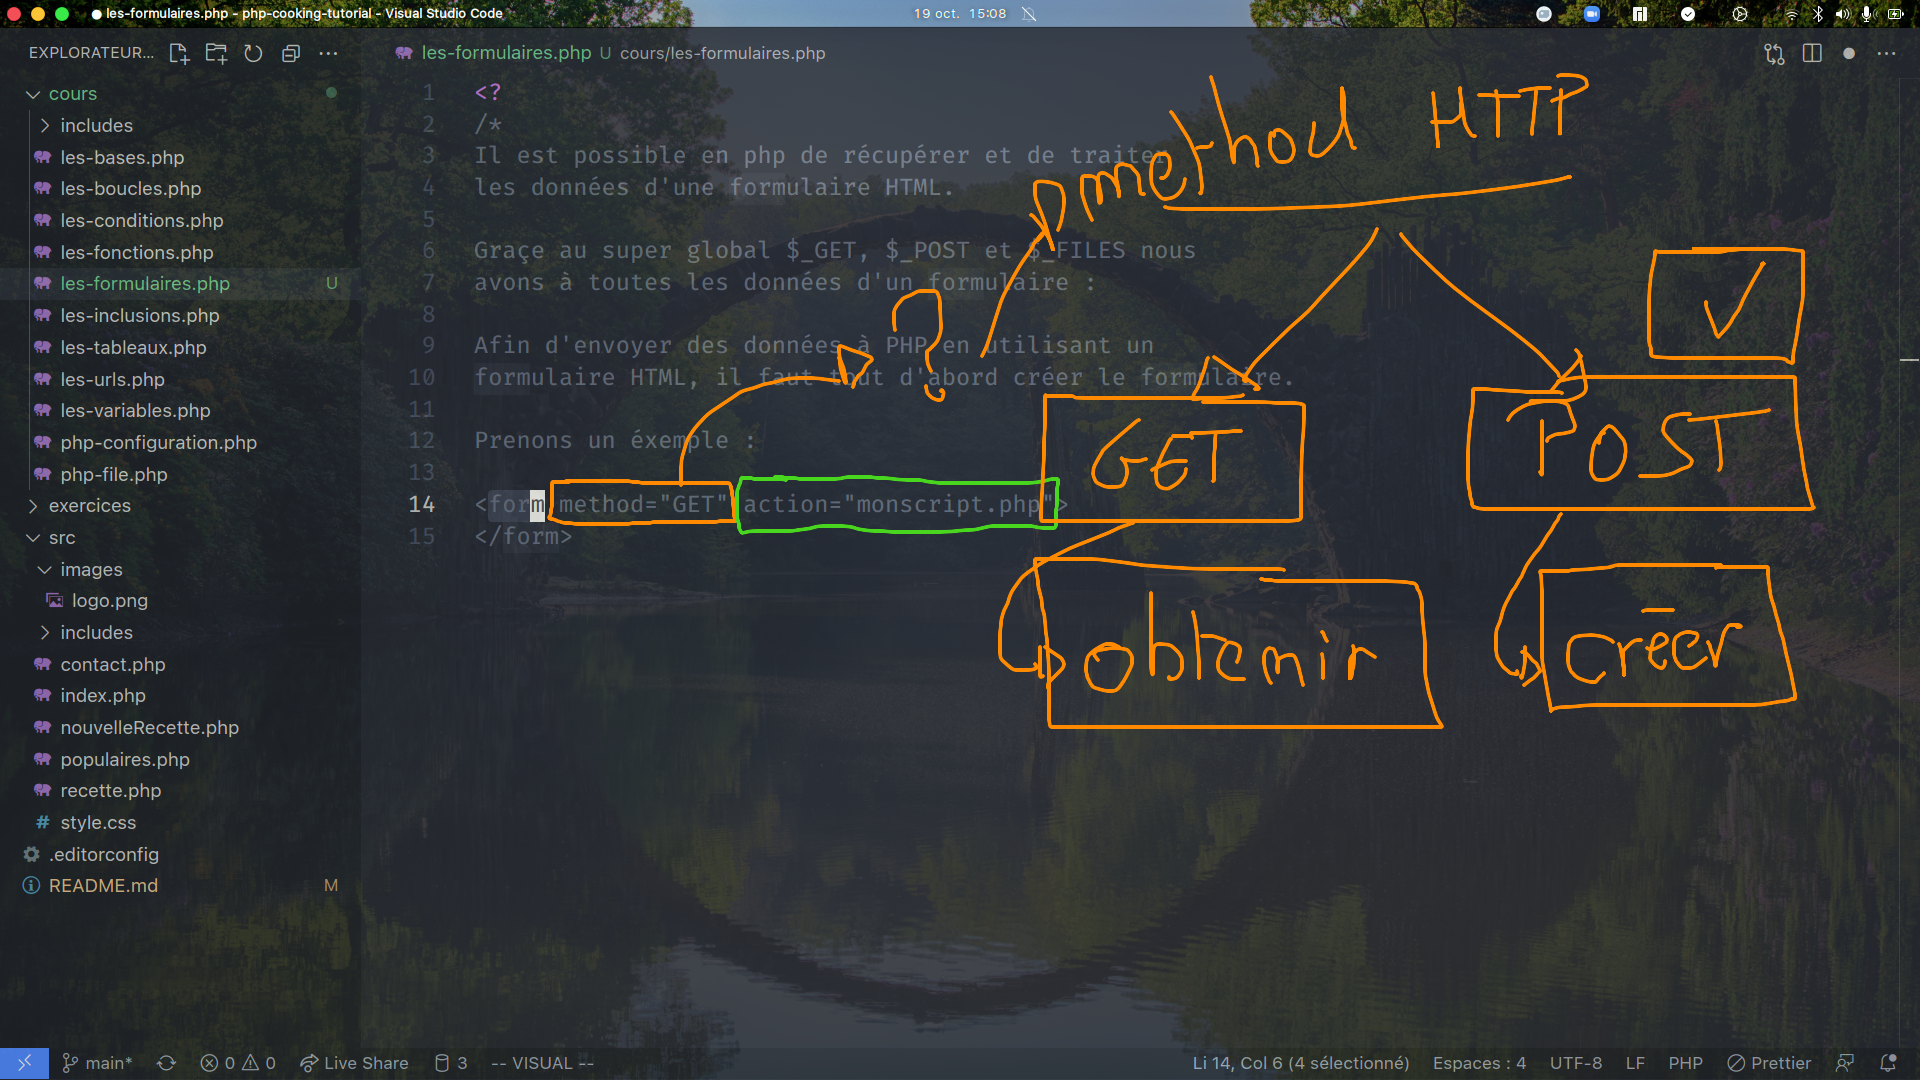 les-formulaires.php - php-cooking-tutorial - Visual Studio Code
19 oct. 15:08
EXPLORATEUR...
les-formulaires.php U cours/les-formulaires.php
cours
includes
les-bases.php
les-boucles.php
les-conditions.php
les-fonctions.php
les-formulaires.php U
les-inclusions.php
les-tableaux.php
les-urls.php
les-variables.php
php-configuration.php
php-file.php
exercices
src
images
logo.png
includes
contact.php
index.php
nouvelleRecette.php
populaires.php
recette.php
# style.css
.editorconfig
README.md M
1 <?
2 /*
3 Il est possible en php de récupérer et de traiter
4 les données d'une formulaire HTML.
5
6 Graçe au super global $_GET, $_POST et $_FILES nous
7 avons à toutes les données d'un formulaire :
8
9 Afin d'envoyer des données à PHP en utilisant un
10 formulaire HTML, il faut tout d'abord créer le formulaire.
11
12 Prenons un éxemple :
13
14 <form method="GET" action="monscript.php">
15 </form>
method HTTP
?
GET
POST
obtenir
créer
main* 0 0 Live Share 3 -- VISUAL --
Li 14, Col 6 (4 sélectionné) Espaces : 4 UTF-8 LF PHP Prettier